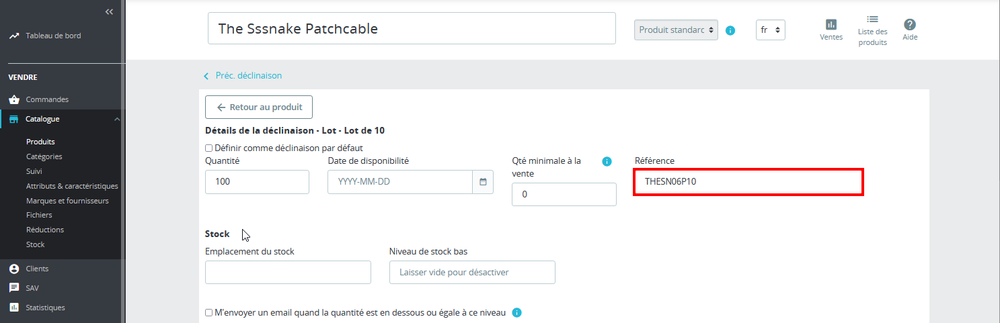 The Sssnake Patchcable
Produit standarc
fr
Ventes
Liste des
produits
Aide
Tableau de bord
VENDRE
Commandes
Catalogue
Produits
Catégories
Suivi
Attributs & caractéristiques
Marques et fournisseurs
Fichiers
Réductions
Stock
Clients
SAV
Statistiques
Préc. déclinaison
Retour au produit
Détails de la déclinaison - Lot - Lot de 10
Définir comme déclinaison par défaut
Quantité
100
Date de disponibilité
YYYY-MM-DD
Qté minimale à la
vente
0
Référence
THESN06P10
Stock
Emplacement du stock
Niveau de stock bas
Laisser vide pour désactiver
M'envoyer un email quand la quantité est en dessous ou égale à ce niveau